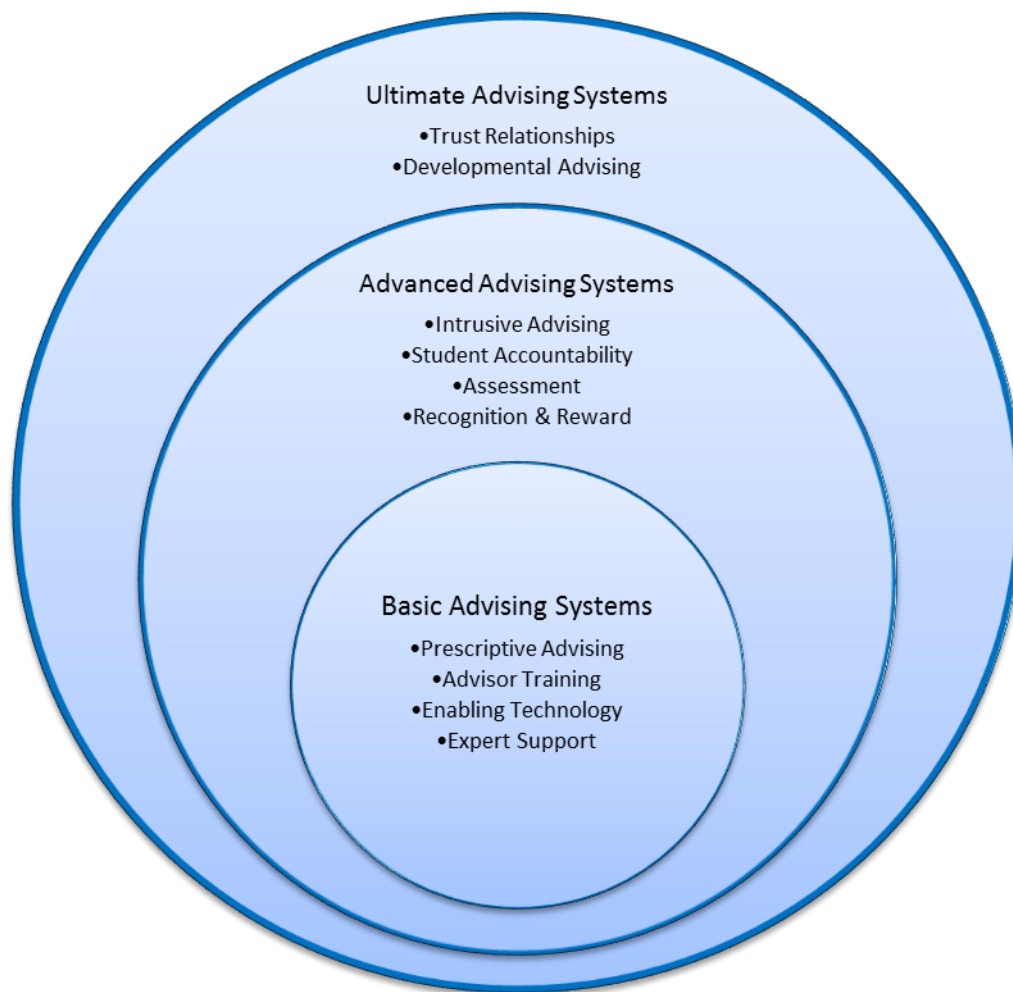 Ultimate Advising Systems
•Trust Relationships
•Developmental Advising
Advanced Advising Systems
•Intrusive Advising
•Student Accountability
•Assessment
•Recognition & Reward
Basic Advising Systems
•Prescriptive Advising
•Advisor Training
•Enabling Technology
•Expert Support